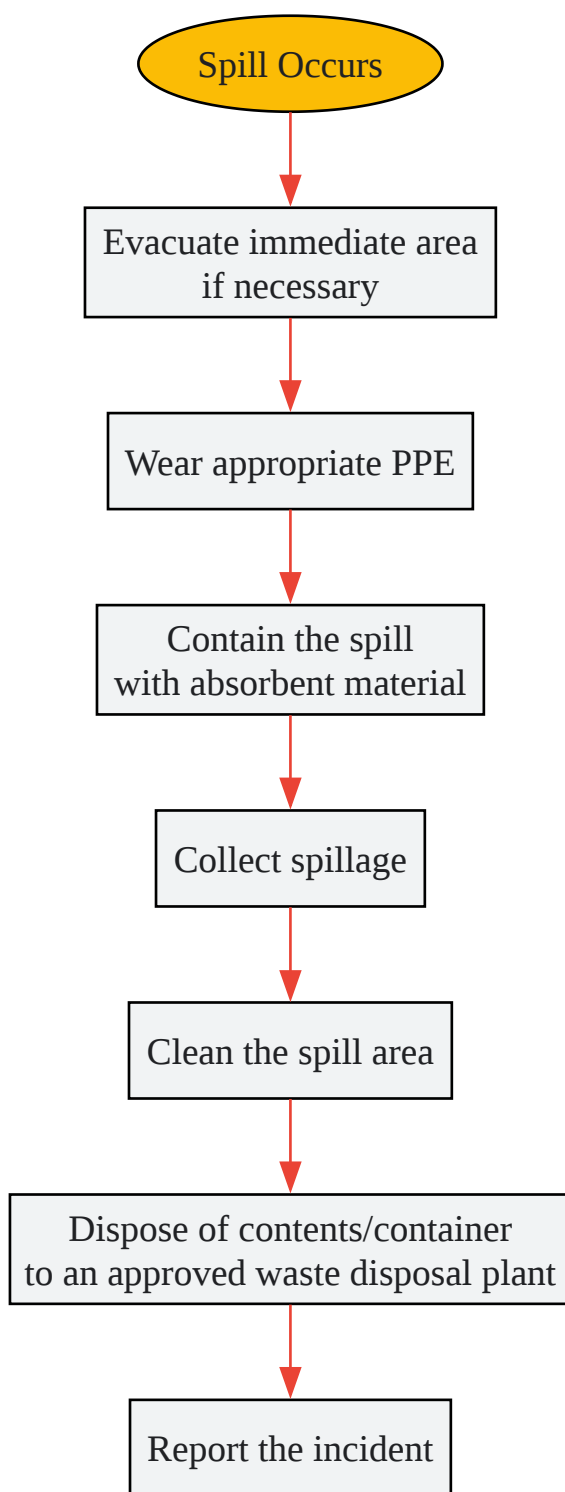 Spill Occurs
Evacuate immediate area
if necessary
Wear appropriate PPE
Contain the spill
with absorbent material
Collect spillage
Clean the spill area
Dispose of contents/container
to an approved waste disposal plant
Report the incident